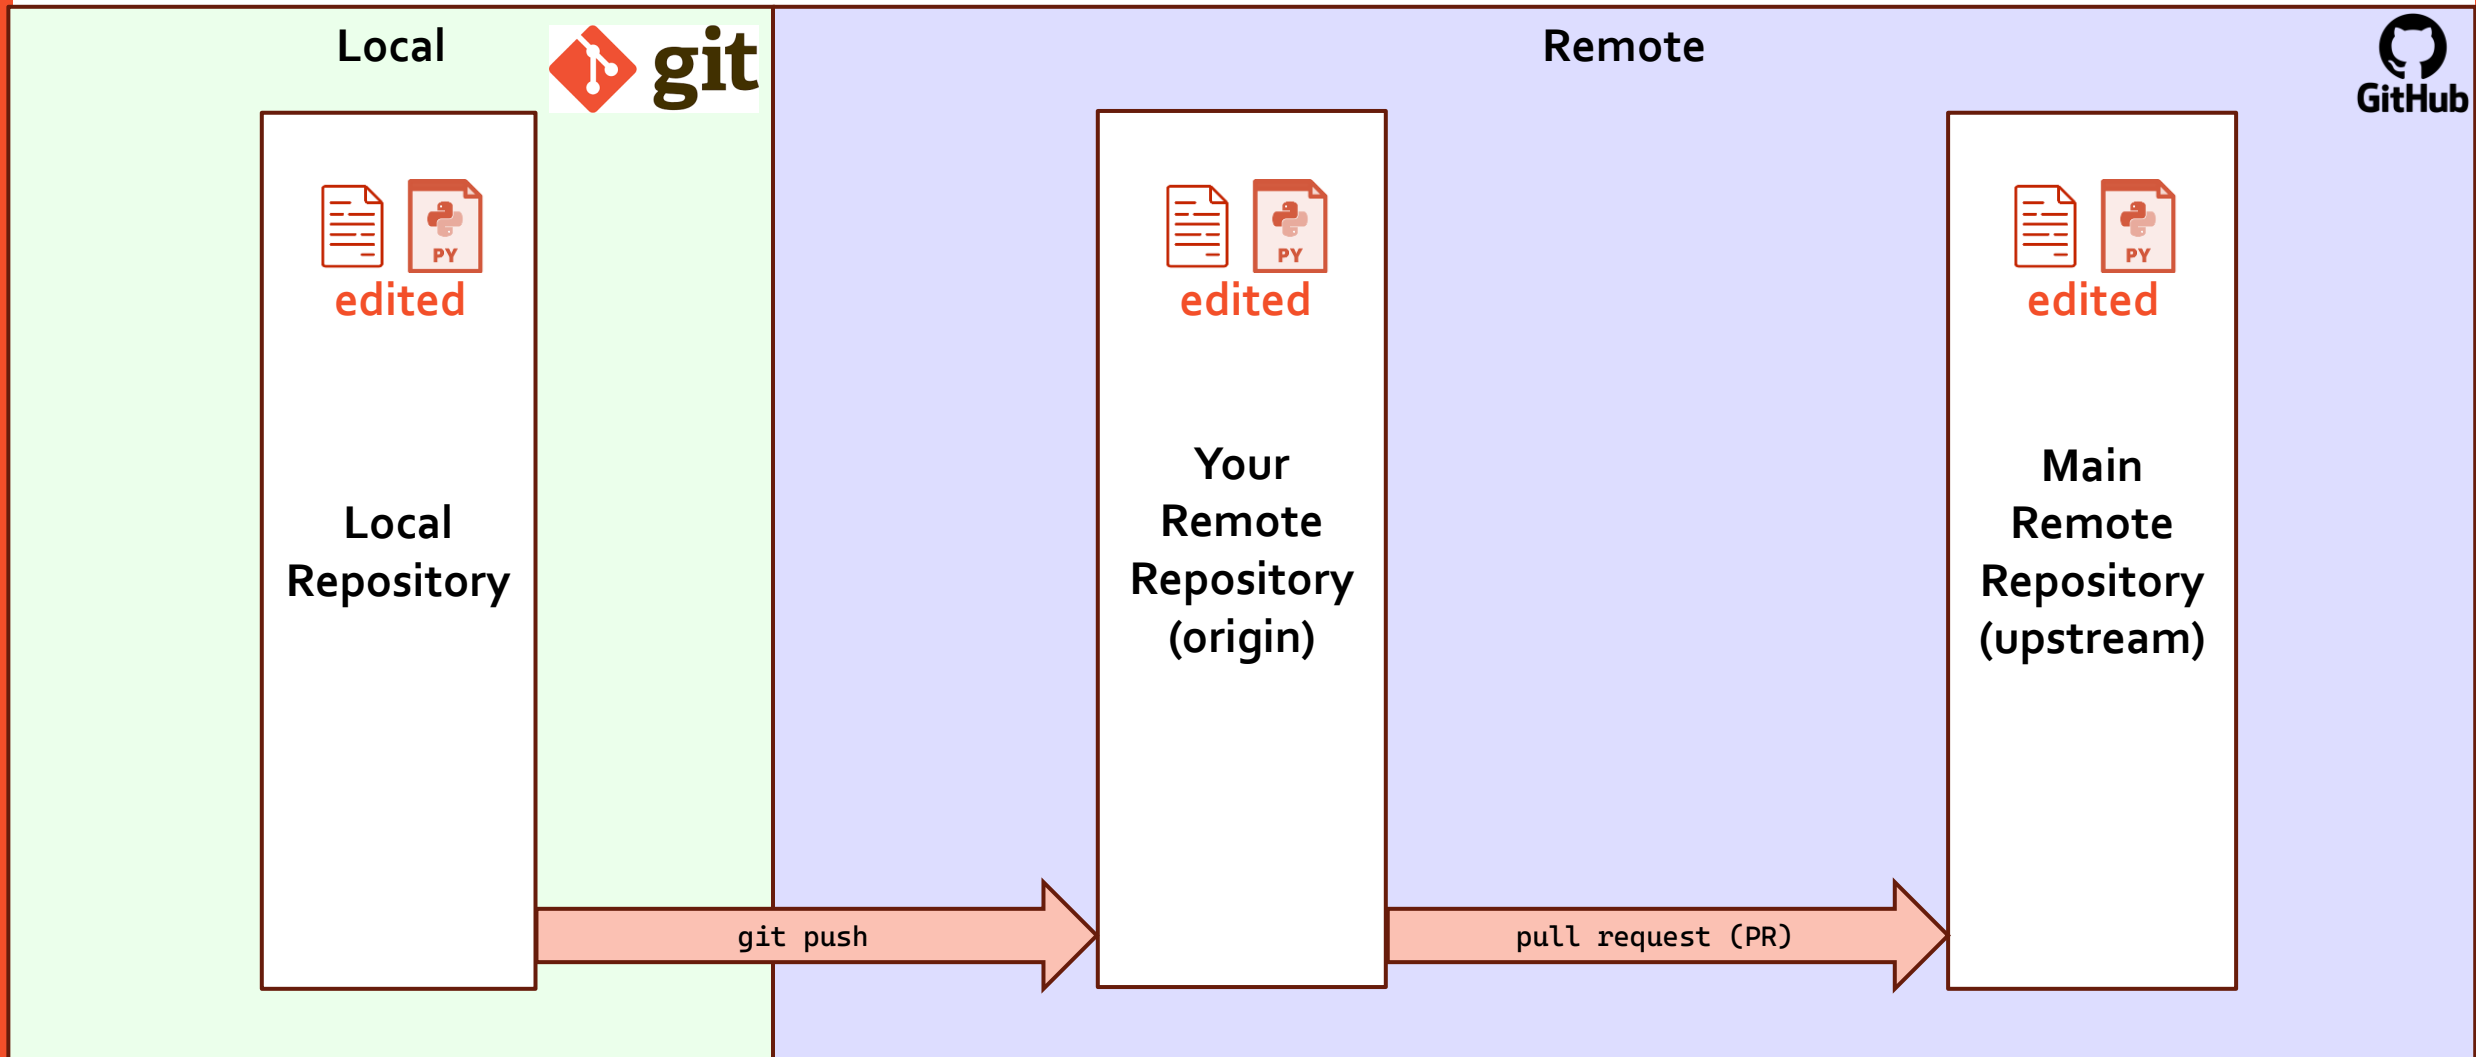 Local
git
Remote
GitHub
PY
edited
PY
edited
PY
edited
Local
Repository
Your
Remote
Repository
(origin)
Main
Remote
Repository
(upstream)
git push
pull request (PR)